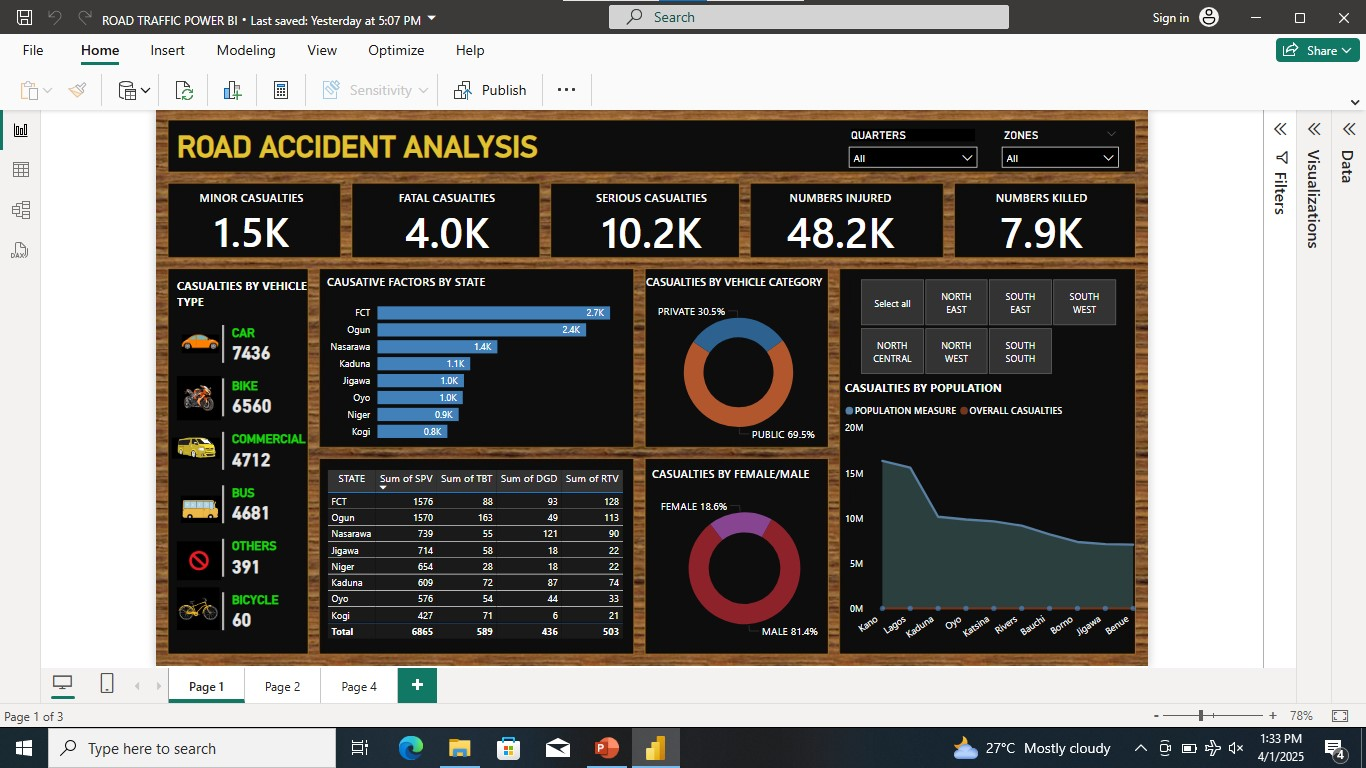 ROAD TRAFFIC POWER BI • Last saved: Yesterday at 5:07 PM
Search
Sign in
File Home Insert Modeling View Optimize Help
Share
Sensitivity
Publish
ROAD ACCIDENT ANALYSIS
QUARTERS
All
ZONES
All
MINOR CASUALTIES
1.5K
FATAL CASUALTIES
4.0K
SERIOUS CASUALTIES
10.2K
NUMBERS INJURED
48.2K
NUMBERS KILLED
7.9K
CASUALTIES BY VEHICLE
TYPE
CAR
7436
BIKE
6560
COMMERCIAL
4712
BUS
4681
OTHERS
391
BICYCLE
60
CAUSATIVE FACTORS BY STATE
FCT 2.7K
Ogun 2.4K
Nasarawa 1.4K
Kaduna 1.1K
Jigawa 1.0K
Oyo 1.0K
Niger 0.9K
Kogi 0.8K
STATE Sum of SPV Sum of TBT Sum of DGD Sum of RTV
FCT 1576 88 93 128
Ogun 1570 163 49 113
Nasarawa 739 55 121 90
Jigawa 714 58 18 22
Niger 654 28 18 22
Kaduna 609 72 87 74
Oyo 576 54 44 33
Kogi 427 71 6 21
Total 6865 589 436 503
CASUALTIES BY VEHICLE CATEGORY
PRIVATE 30.5%
PUBLIC 69.5%
CASUALTIES BY FEMALE/MALE
FEMALE 18.6%
MALE 81.4%
Select all
NORTH
EAST
SOUTH
EAST
SOUTH
WEST
NORTH
CENTRAL
NORTH
WEST
SOUTH
SOUTH
CASUALTIES BY POPULATION
POPULATION MEASURE OVERALL CASUALTIES
20M
15M
10M
5M
0M
Kano Lagos Kaduna Oyo Katsina Rivers Bauchi Borno Jigawa Benue
Filters
Visualizations
Data
DAX
Page 1
Page 2
Page 4
+
Page 1 of 3
- + 78%
Type here to search
27°C Mostly cloudy
1:33 PM
4/1/2025
4